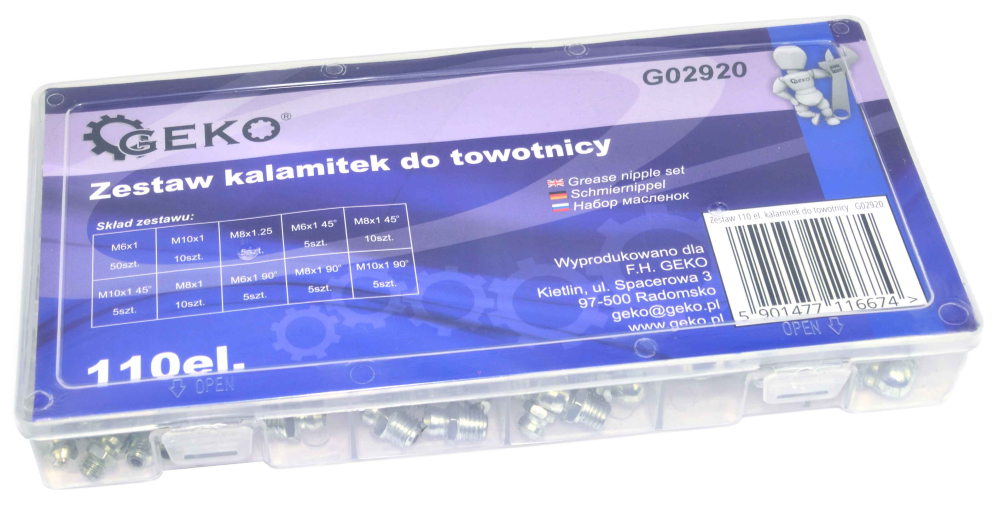 G02920
GEKO®
GEKO
Zestaw kalamitek do towotnicy
Grease nipple set
Schmiernippel
Набор масленок
Skład zestawu:
M6x1 M10x1 M8x1.25 M6x1 45° M8x1 45°
50szt. 10szt. 5szt. 5szt. 10szt.
M10x1 45° M8x1 M6x1 90° M8x1 90° M10x1 90°
5szt. 10szt. 5szt. 5szt. 5szt.
Zestaw 110 el. kalamitek do towotnicy G02920
5 901477 116674 >
Wyprodukowano dla
F.H. GEKO
Kietlin, ul. Spacerowa 3
97-500 Radomsko
geko@geko.pl
www.geko.pl
110el.
OPEN
OPEN